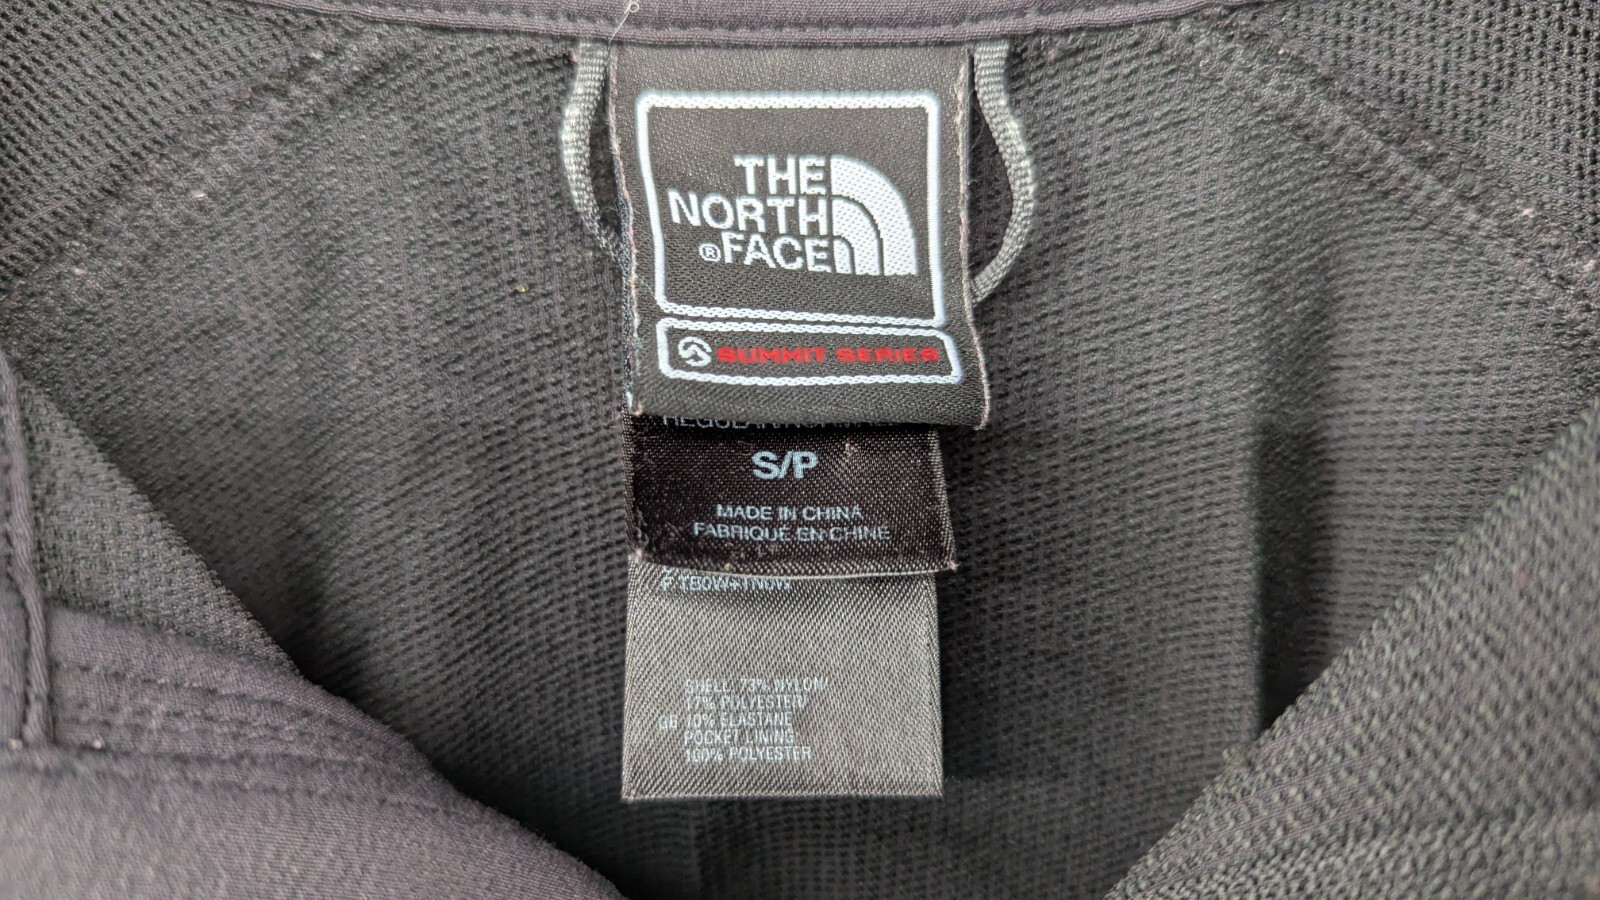 THE
NORTH
® FACE
SUMMIT SERIES
S/P
MADE IN CHINA
FABRIQUE EN CHINE
SHELL 73% NYLON/
17% POLYESTER/
GB 10% ELASTANE
POCKET LINING
100% POLYESTER